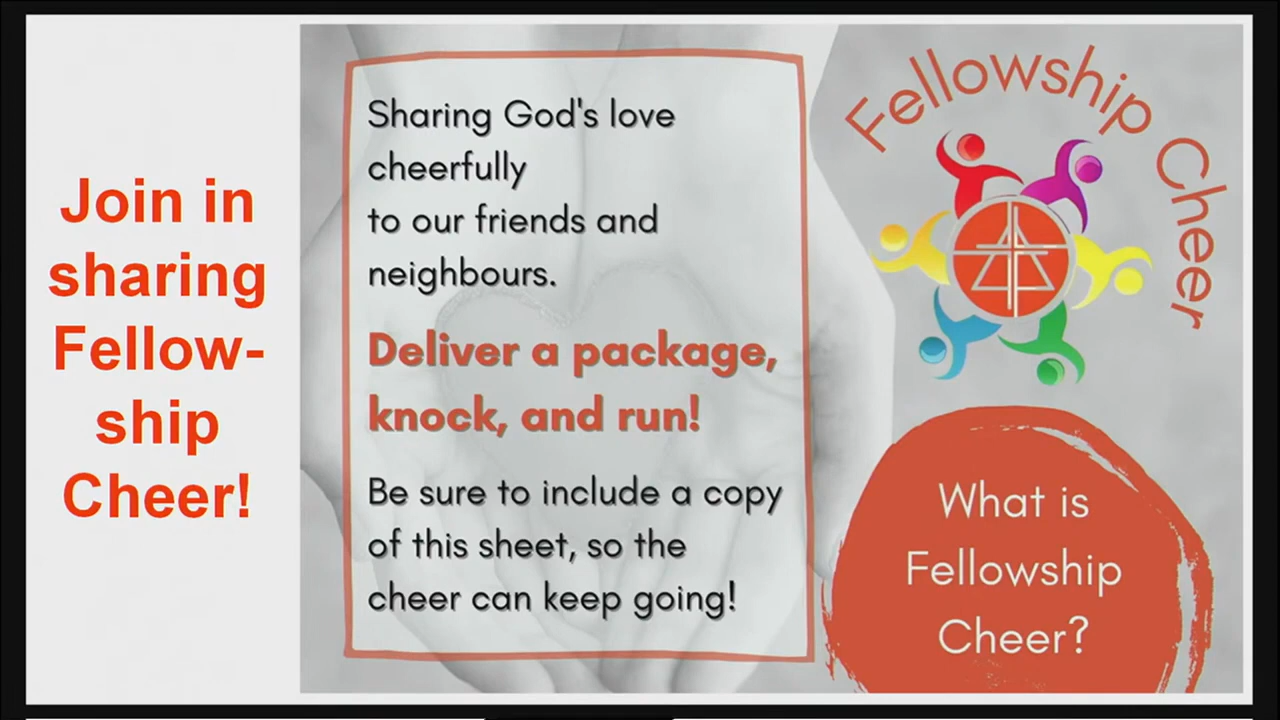 Join in
sharing
Fellow-
ship
Cheer!
Sharing God's love
cheerfully
to our friends and
neighbours.
Deliver a package,
knock, and run!
Be sure to include a copy
of this sheet, so the
cheer can keep going!
Fellowship Cheer
What is
Fellowship
Cheer?